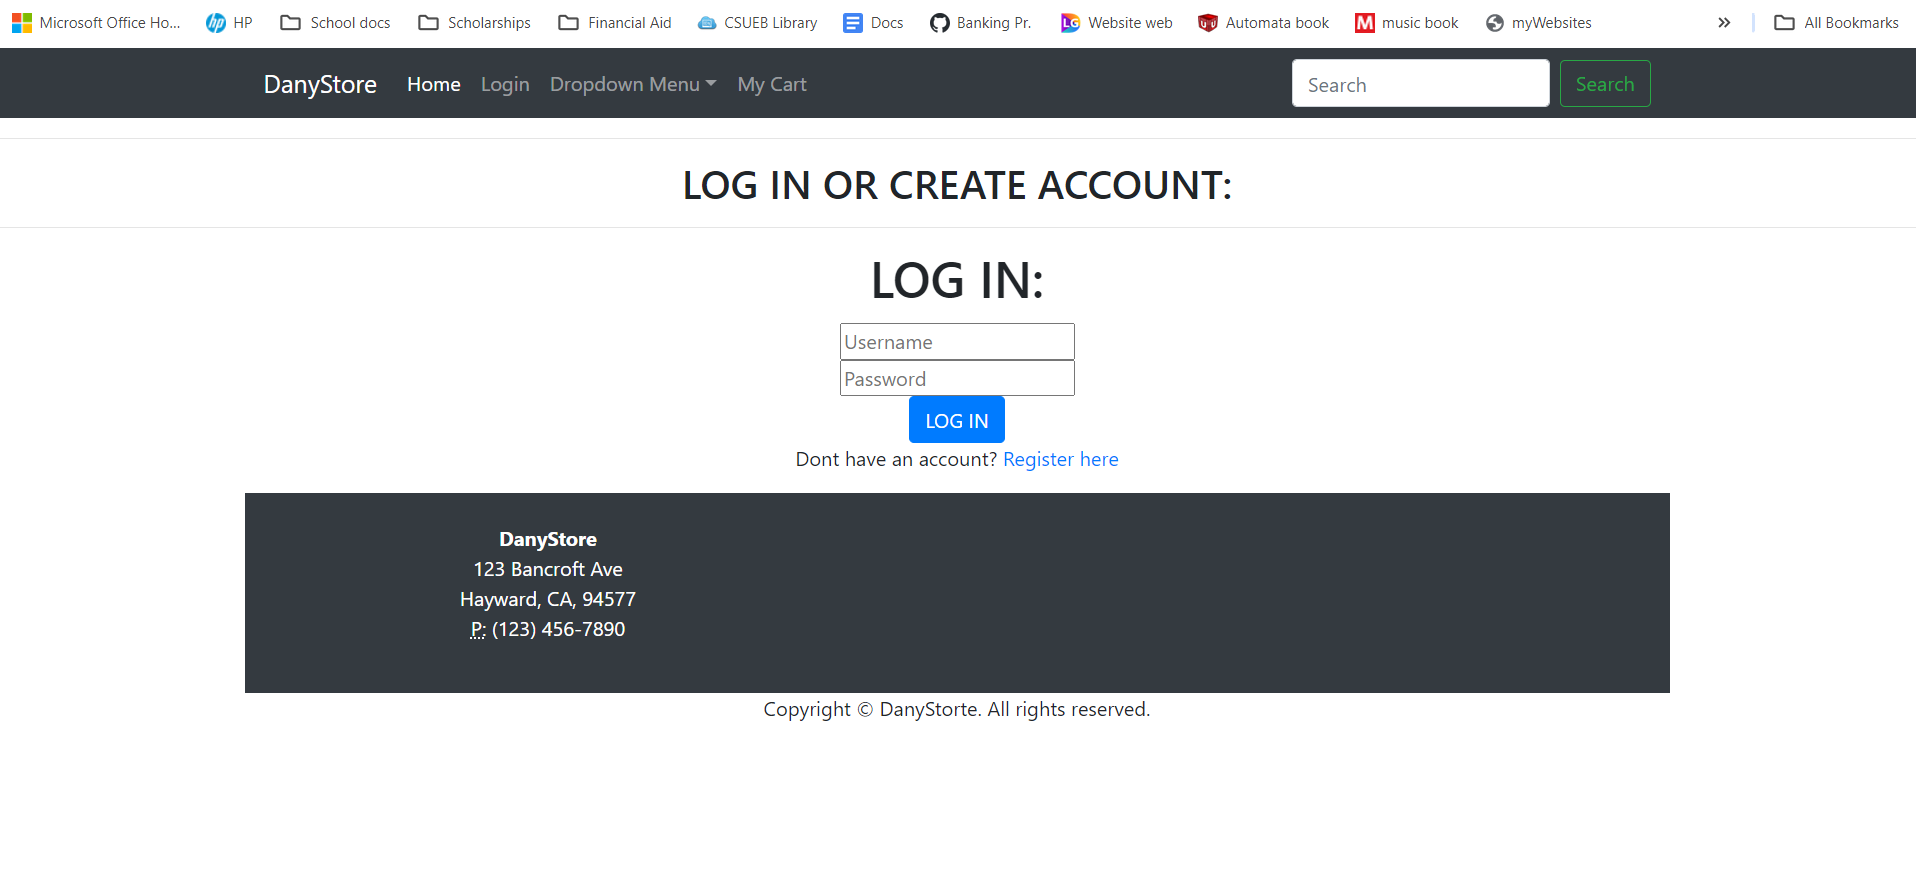 Microsoft Office Ho... HP School docs Scholarships Financial Aid CSUEB Library Docs Banking Pr. LG Website web Automata book M music book myWebsites » All Bookmarks
DanyStore Home Login Dropdown Menu My Cart Search Search
LOG IN OR CREATE ACCOUNT:
LOG IN:
Username
Password
LOG IN
Dont have an account? Register here
DanyStore
123 Bancroft Ave
Hayward, CA, 94577
P: (123) 456-7890
Copyright © DanyStorte. All rights reserved.